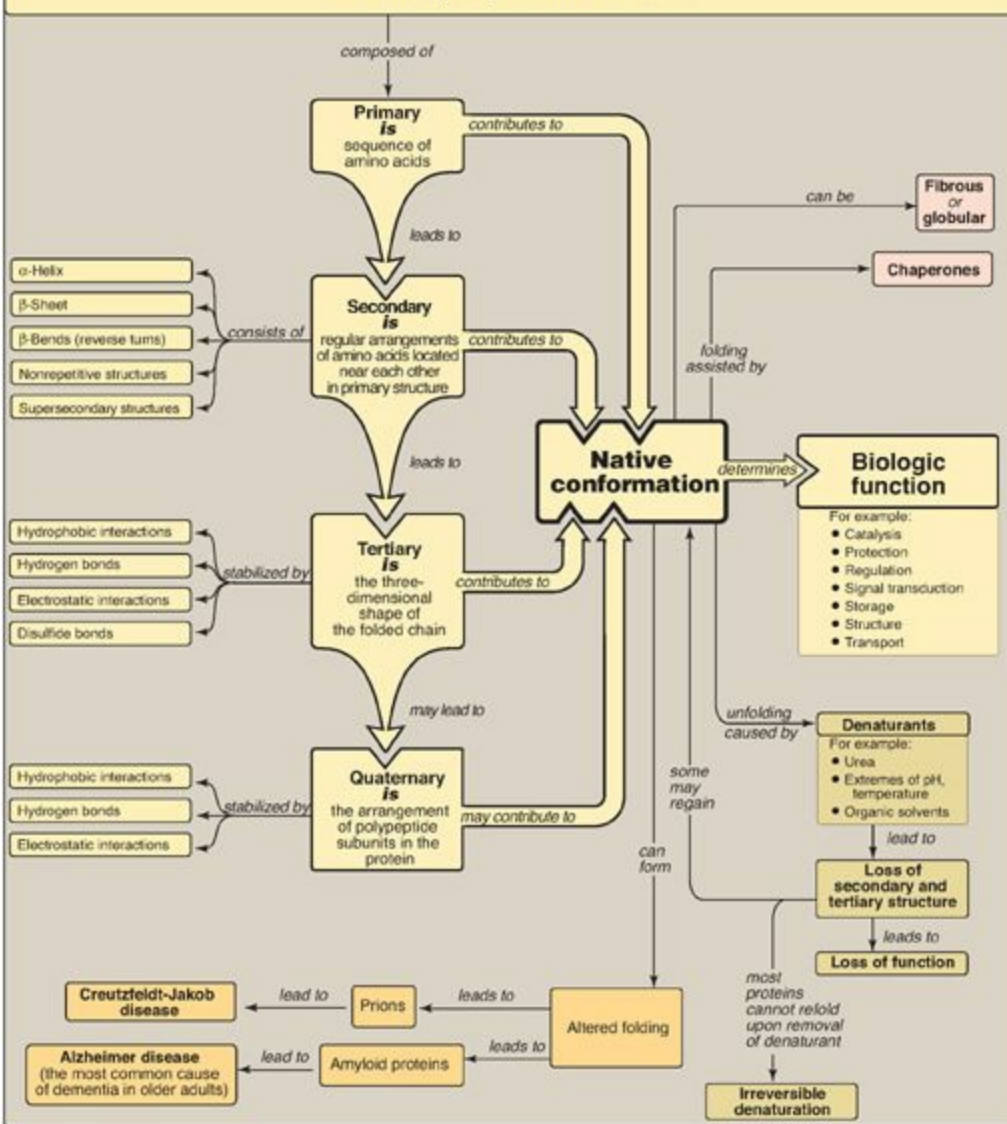 composed of
Primary
is
sequence of
amino acids
contributes to
leads to
Secondary
is
regular arrangements
of amino acids located
near each other
in primary structure
contributes to
consists of
α-Helix
β-Sheet
β-Bends (reverse turns)
Nonrepetitive structures
Supersecondary structures
leads to
Tertiary
is
the three-
dimensional
shape of
the folded chain
contributes to
stabilized by
Hydrophobic interactions
Hydrogen bonds
Electrostatic interactions
Disulfide bonds
may lead to
Quaternary
is
the arrangement
of polypeptide
subunits in the
protein
may contribute to
stabilized by
Hydrophobic interactions
Hydrogen bonds
Electrostatic interactions
Native
conformation
can be
Fibrous
or
globular
folding
assisted by
Chaperones
determines
Biologic
function
For example:
• Catalysis
• Protection
• Regulation
• Signal transduction
• Storage
• Structure
• Transport
unfolding
caused by
Denaturants
For example:
• Urea
• Extremes of pH,
temperature
• Organic solvents
lead to
Loss of
secondary and
tertiary structure
leads to
Loss of function
some
may
regain
most
proteins
cannot relold
upon removal
of denaturant
Irreversible
denaturation
can
form
Altered folding
leads to
Prions
lead to
Creutzfeldt-Jakob
disease
leads to
Amyloid proteins
lead to
Alzheimer disease
(the most common cause
of dementia in older adults)